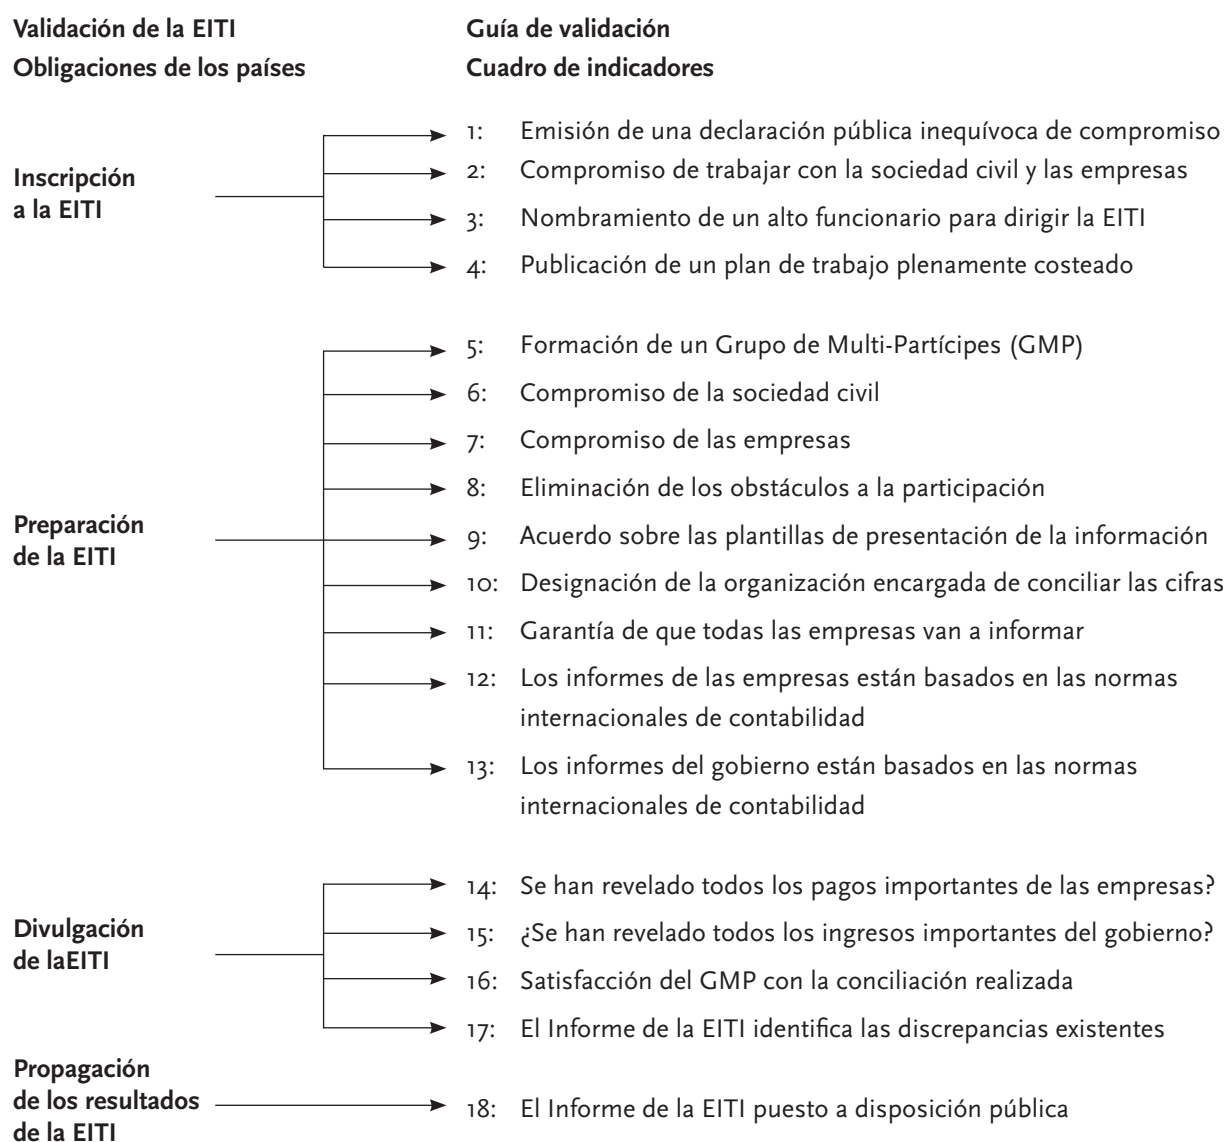 Validación de la EITI
Obligaciones de los países
Guía de validación
Cuadro de indicadores
Inscripción
a la EITI
1: Emisión de una declaración pública inequívoca de compromiso
2: Compromiso de trabajar con la sociedad civil y las empresas
3: Nombramiento de un alto funcionario para dirigir la EITI
4: Publicación de un plan de trabajo plenamente costeado
Preparación
de la EITI
5: Formación de un Grupo de Multi-Partícipes (GMP)
6: Compromiso de la sociedad civil
7: Compromiso de las empresas
8: Eliminación de los obstáculos a la participación
9: Acuerdo sobre las plantillas de presentación de la información
10: Designación de la organización encargada de conciliar las cifras
11: Garantía de que todas las empresas van a informar
12: Los informes de las empresas están basados en las normas
internacionales de contabilidad
13: Los informes del gobierno están basados en las normas
internacionales de contabilidad
Divulgación
de laEITI
14: Se han revelado todos los pagos importantes de las empresas?
15: ¿Se han revelado todos los ingresos importantes del gobierno?
16: Satisfacción del GMP con la conciliación realizada
17: El Informe de la EITI identifica las discrepancias existentes
Propagación
de los resultados
de la EITI
18: El Informe de la EITI puesto a disposición pública